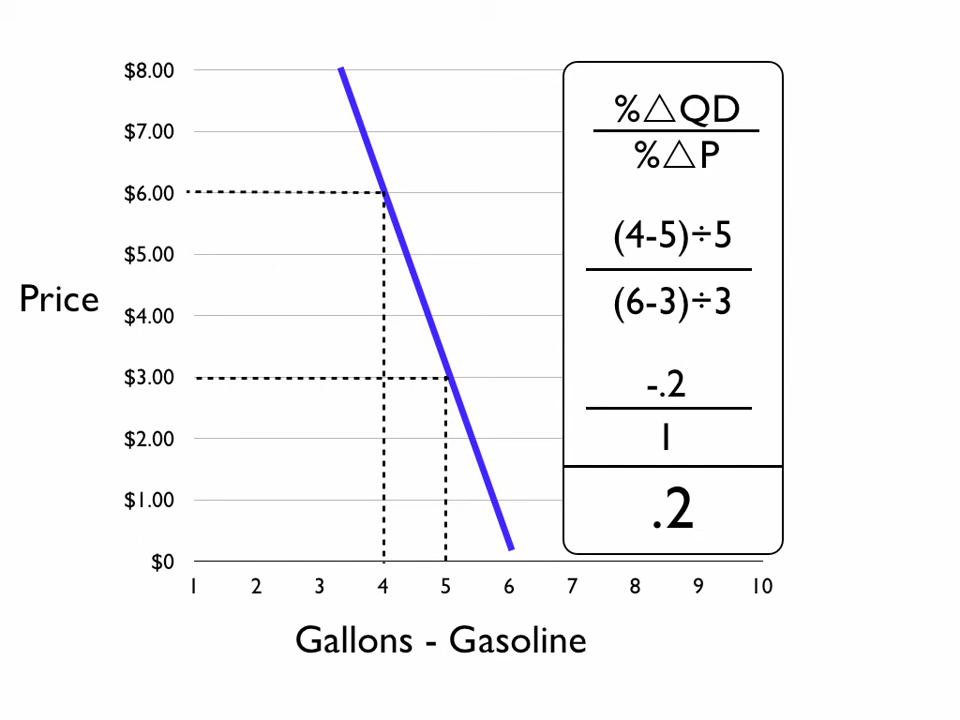 $8.00
$7.00
$6.00
$5.00
$4.00
$3.00
$2.00
$1.00
$0
Price
1 2 3 4 5 6 7 8 9 10
Gallons - Gasoline
%△QD
%△P
(4-5)÷5
(6-3)÷3
-.2
1
.2